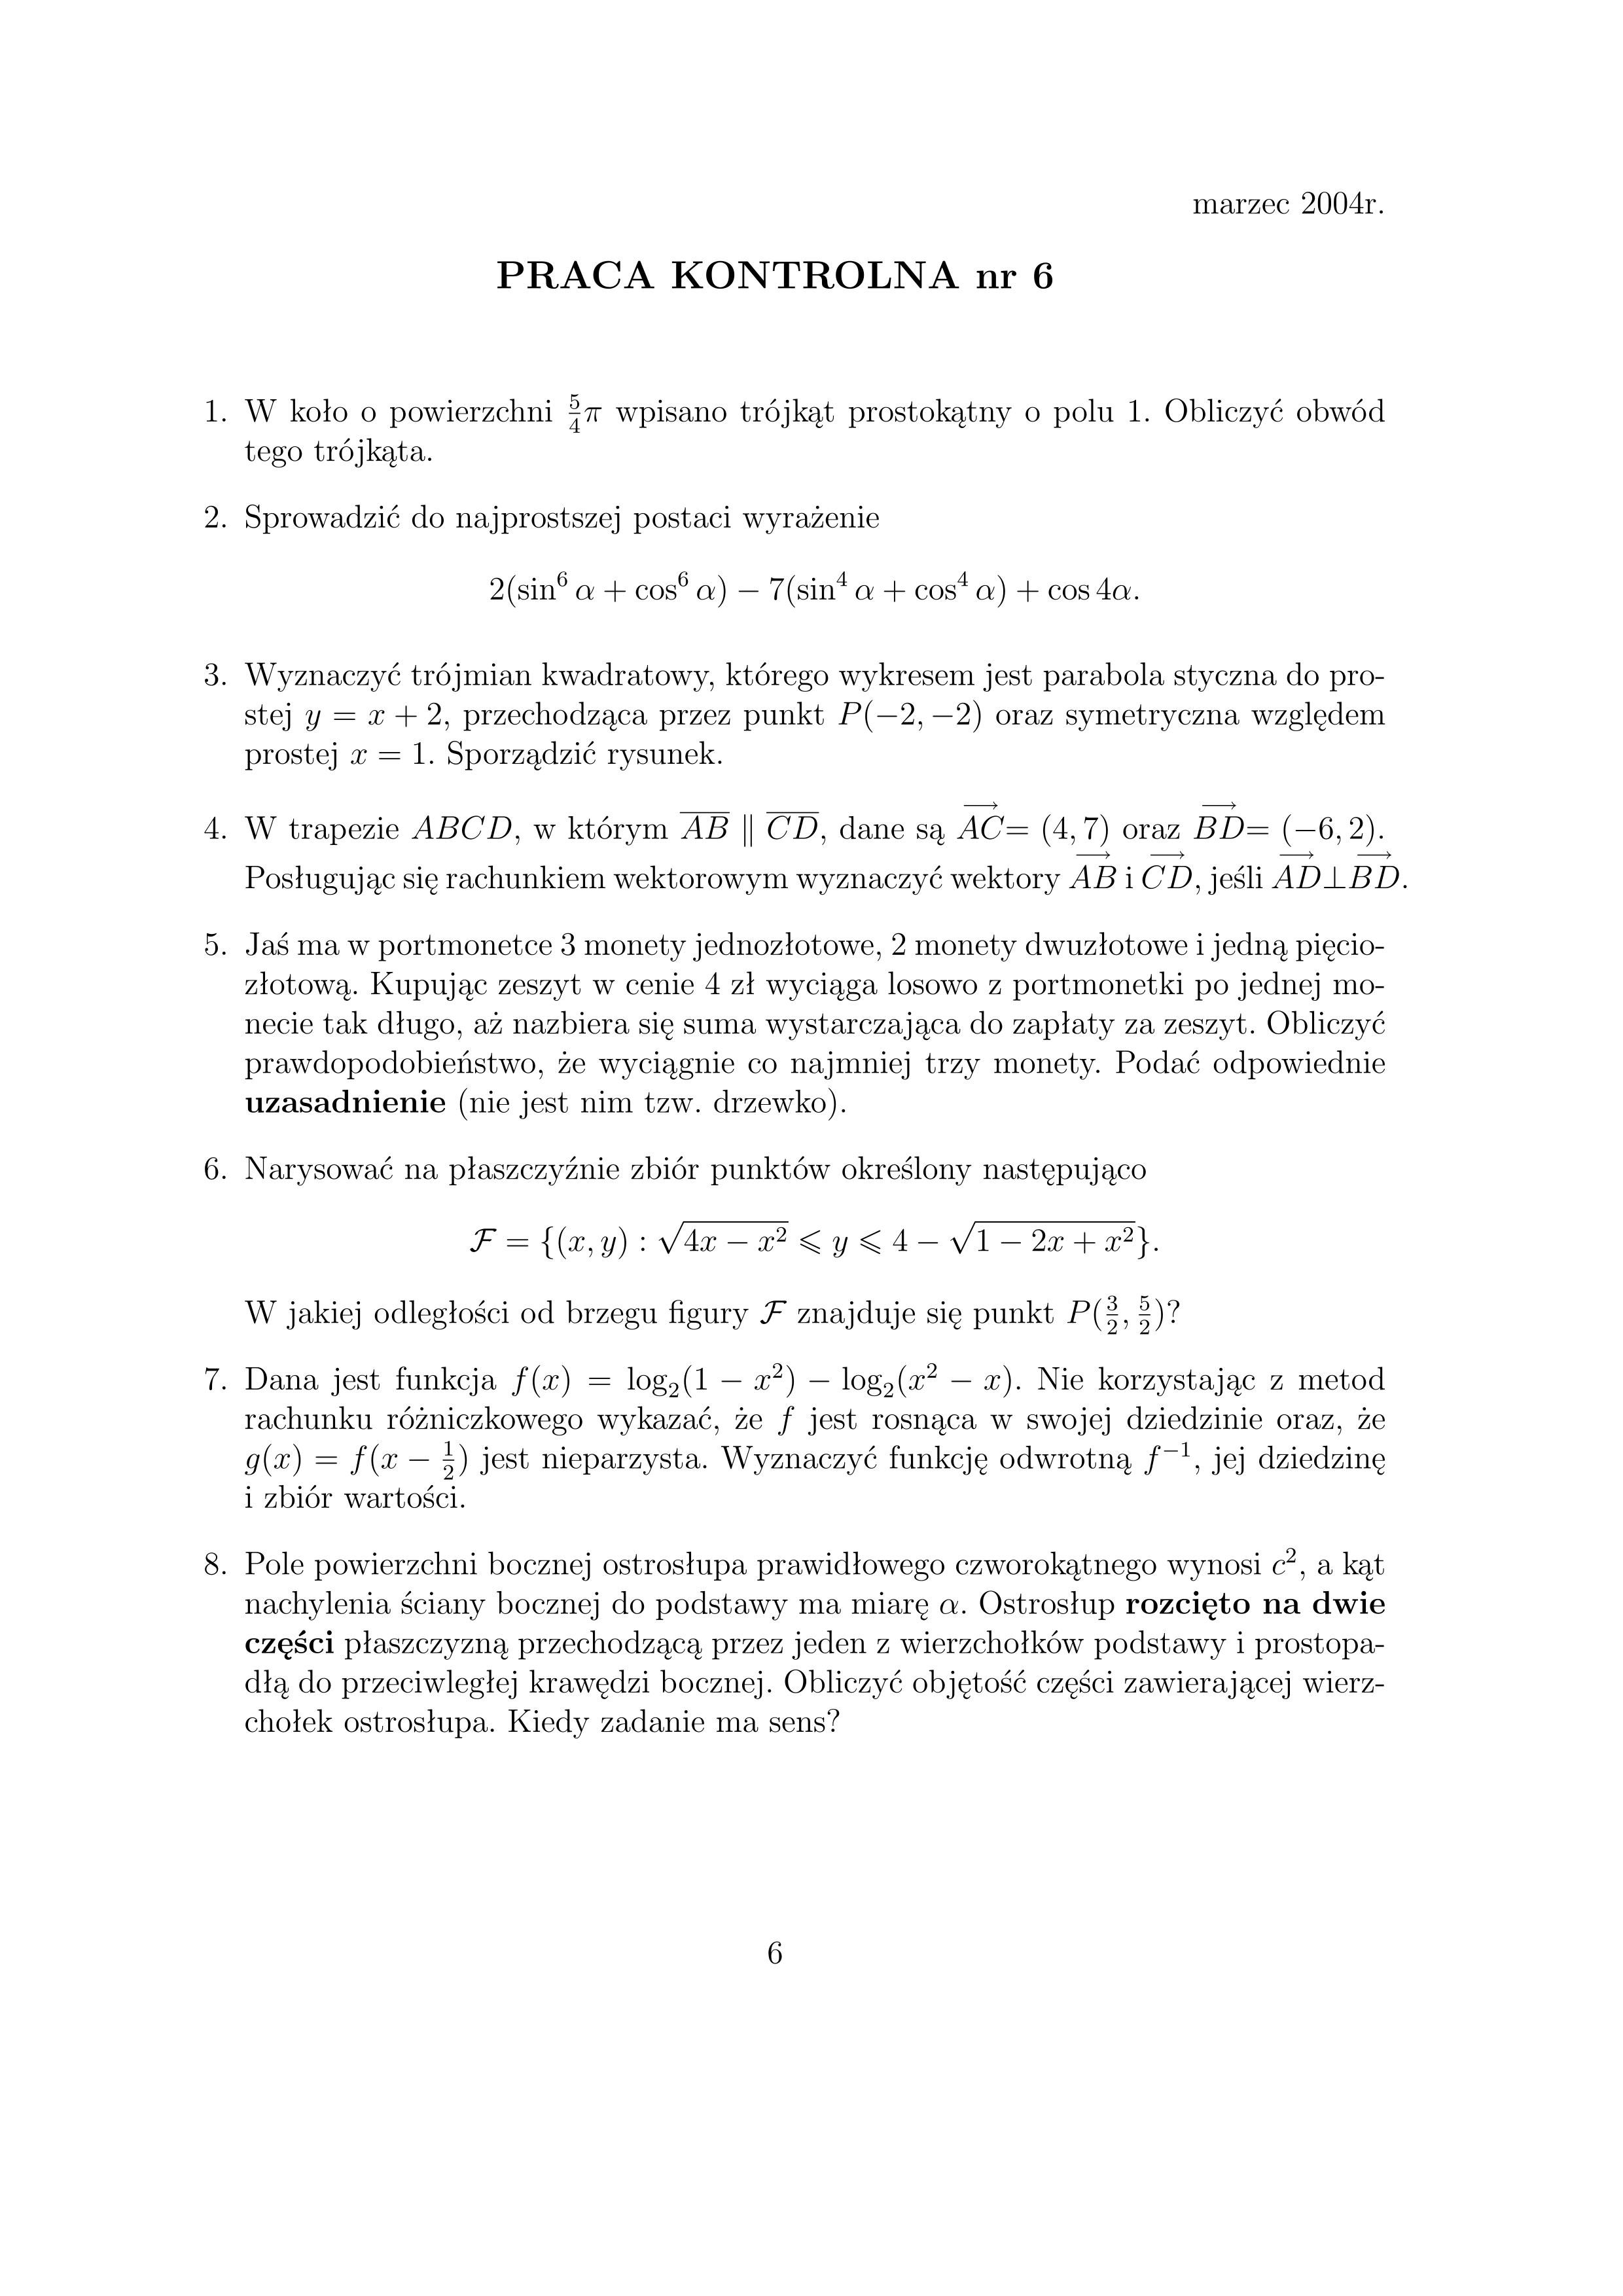 marzec 2004r.
PRACA KONTROLNA nr 6
1. W koło o powierzchni $\frac{5}{4}\pi$ wpisano trójkąt prostokątny o polu 1. Obliczyć obwód
tego trójkąta.
2. Sprowadzić do najprostszej postaci wyrażenie
$2(\sin^6 \alpha + \cos^6 \alpha) - 7(\sin^4 \alpha + \cos^4 \alpha) + \cos 4\alpha.$
3. Wyznaczyć trójmian kwadratowy, którego wykresem jest parabola styczna do pro-
stej $y = x + 2$, przechodząca przez punkt $P(-2, -2)$ oraz symetryczna względem
prostej $x = 1$. Sporządzić rysunek.
4. W trapezie $ABCD$, w którym $\overline{AB} \parallel \overline{CD}$, dane są $\overrightarrow{AC} = (4, 7)$ oraz $\overrightarrow{BD} = (-6, 2)$.
Posługując się rachunkiem wektorowym wyznaczyć wektory $\overrightarrow{AB}$ i $\overrightarrow{CD}$, jeśli $\overrightarrow{AD} \perp \overrightarrow{BD}$.
5. Jaś ma w portmonetce 3 monety jednozłotowe, 2 monety dwuzłotowe i jedną pięcio-
złotową. Kupując zeszyt w cenie 4 zł wyciąga losowo z portmonetki po jednej mo-
necie tak długo, aż nazbiera się suma wystarczająca do zapłaty za zeszyt. Obliczyć
prawdopodobieństwo, że wyciągnie co najmniej trzy monety. Podać odpowiednie
uzasadnienie (nie jest nim tzw. drzewko).
6. Narysować na płaszczyźnie zbiór punktów określony następująco
$\mathcal{F} = \{(x, y) : \sqrt{4x - x^2} \leqslant y \leqslant 4 - \sqrt{1 - 2x + x^2}\}.$
W jakiej odległości od brzegu figury $\mathcal{F}$ znajduje się punkt $P(\frac{3}{2}, \frac{5}{2})$?
7. Dana jest funkcja $f(x) = \log_2(1 - x^2) - \log_2(x^2 - x)$. Nie korzystając z metod
rachunku różniczkowego wykazać, że $f$ jest rosnąca w swojej dziedzinie oraz, że
$g(x) = f(x - \frac{1}{2})$ jest nieparzysta. Wyznaczyć funkcję odwrotną $f^{-1}$, jej dziedzinę
i zbiór wartości.
8. Pole powierzchni bocznej ostrosłupa prawidłowego czworokątnego wynosi $c^2$, a kąt
nachylenia ściany bocznej do podstawy ma miarę $\alpha$. Ostrosłup rozcięto na dwie
części płaszczyzną przechodzącą przez jeden z wierzchołków podstawy i prostopa-
dłą do przeciwległej krawędzi bocznej. Obliczyć objętość części zawierającej wierz-
chołek ostrosłupa. Kiedy zadanie ma sens?
6